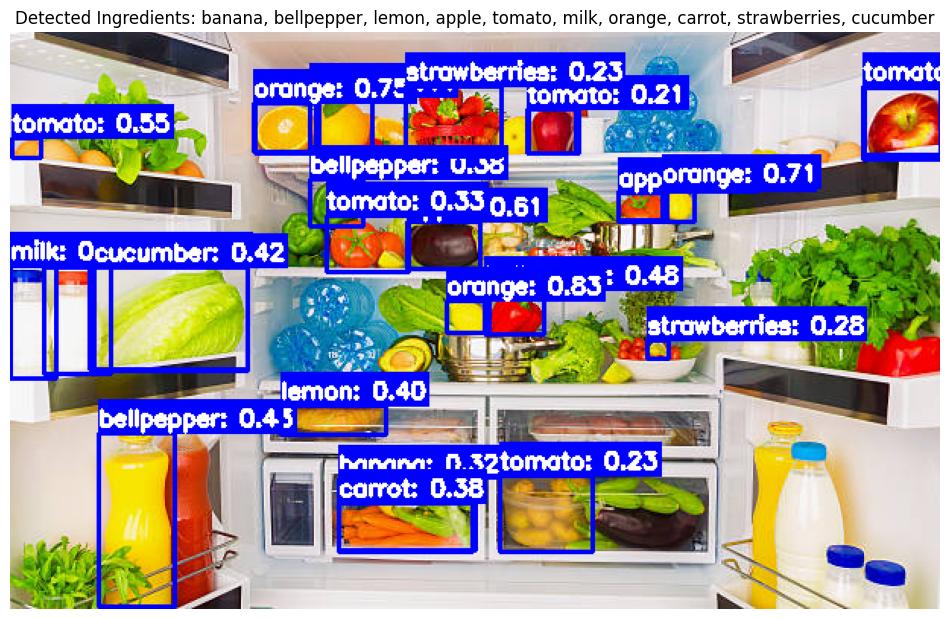 Detected Ingredients: banana, bellpepper, lemon, apple, tomato, milk, orange, carrot, strawberries, cucumber
strawberries: 0.23
orange: 0.75
tomato: 0.21
tomato: 0.55
bellpepper: 0.38
orange: 0.71
tomato: 0.33
0.61
cucumber: 0.42
milk:
: 0.48
orange: 0.83
strawberries: 0.28
lemon: 0.40
bellpepper: 0.45
banana: 0.32
tomato: 0.23
carrot: 0.38